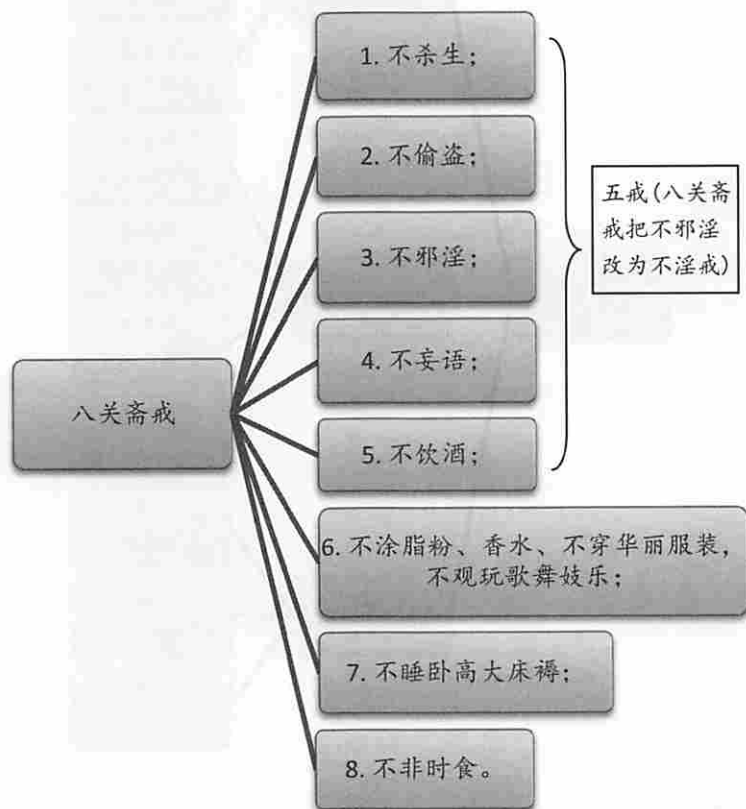 八关斋戒
1. 不杀生；
2. 不偷盗；
3. 不邪淫；
4. 不妄语；
5. 不饮酒；
五戒(八关斋
戒把不邪淫
改为不淫戒)
6. 不涂脂粉、香水、不穿华丽服装，
不观玩歌舞妓乐；
7. 不睡卧高大床褥；
8. 不非时食。